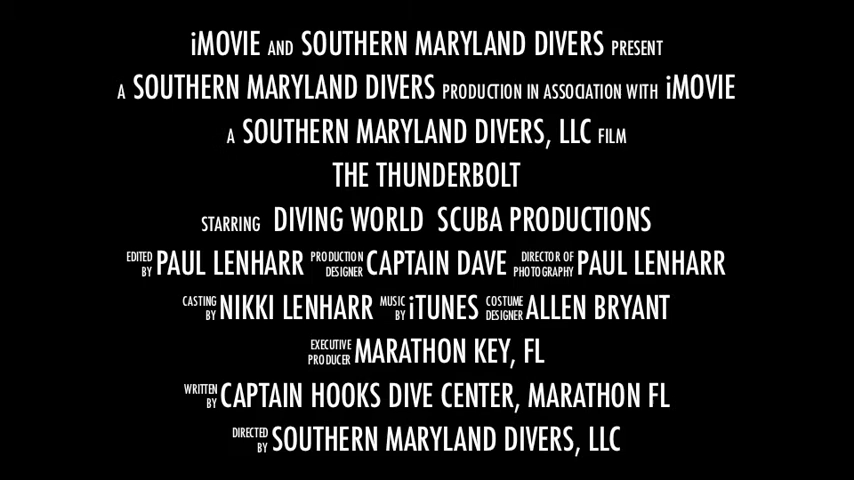 iMOVIE AND SOUTHERN MARYLAND DIVERS PRESENT
A SOUTHERN MARYLAND DIVERS PRODUCTION IN ASSOCIATION WITH iMOVIE
A SOUTHERN MARYLAND DIVERS, LLC FILM
THE THUNDERBOLT
STARRING DIVING WORLD SCUBA PRODUCTIONS
EDITED BY PAUL LENHARR PRODUCTION DESIGNER CAPTAIN DAVE DIRECTOR OF PHOTOGRAPHY PAUL LENHARR
CASTING BY NIKKI LENHARR MUSIC BY iTUNES COSTUME DESIGNER ALLEN BRYANT
EXECUTIVE PRODUCER MARATHON KEY, FL
WRITTEN BY CAPTAIN HOOKS DIVE CENTER, MARATHON FL
DIRECTED BY SOUTHERN MARYLAND DIVERS, LLC